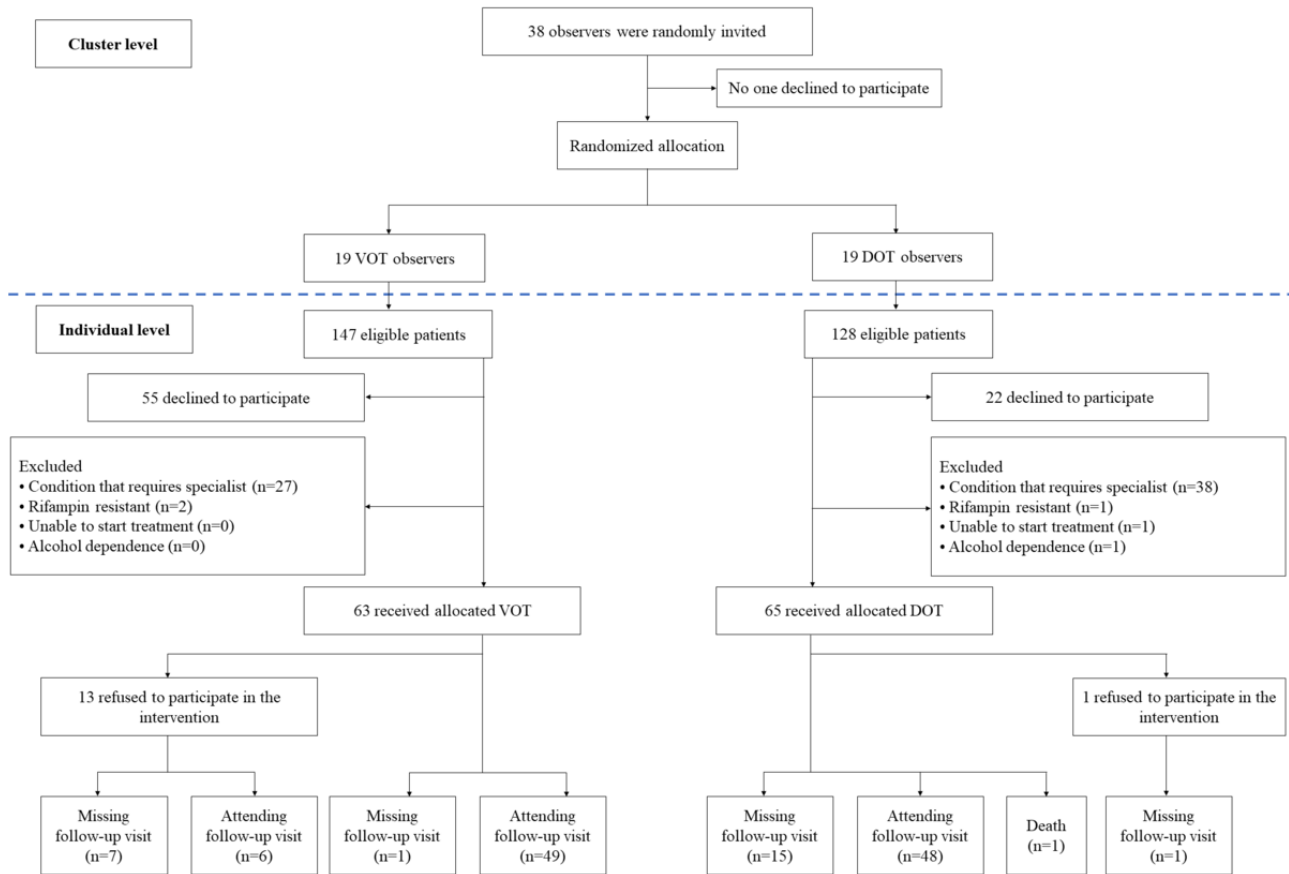 Cluster level
38 observers were randomly invited
No one declined to participate
Randomized allocation
19 VOT observers
19 DOT observers
Individual level
147 eligible patients
128 eligible patients
55 declined to participate
22 declined to participate
Excluded
• Condition that requires specialist (n=27)
• Rifampin resistant (n=2)
• Unable to start treatment (n=0)
• Alcohol dependence (n=0)
Excluded
• Condition that requires specialist (n=38)
• Rifampin resistant (n=1)
• Unable to start treatment (n=1)
• Alcohol dependence (n=1)
63 received allocated VOT
65 received allocated DOT
13 refused to participate in the
intervention
1 refused to participate in the
intervention
Missing
follow-up visit
(n=7)
Attending
follow-up visit
(n=6)
Missing
follow-up visit
(n=1)
Attending
follow-up visit
(n=49)
Missing
follow-up visit
(n=15)
Attending
follow-up visit
(n=48)
Death
(n=1)
Missing
follow-up visit
(n=1)